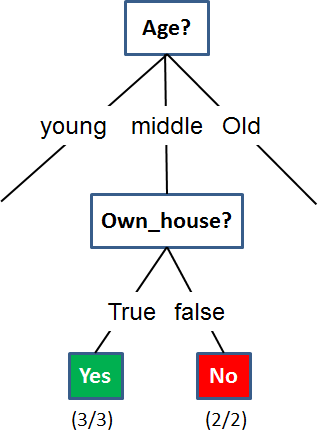 Age?
young middle Old
Own_house?
True false
Yes No
(3/3) (2/2)